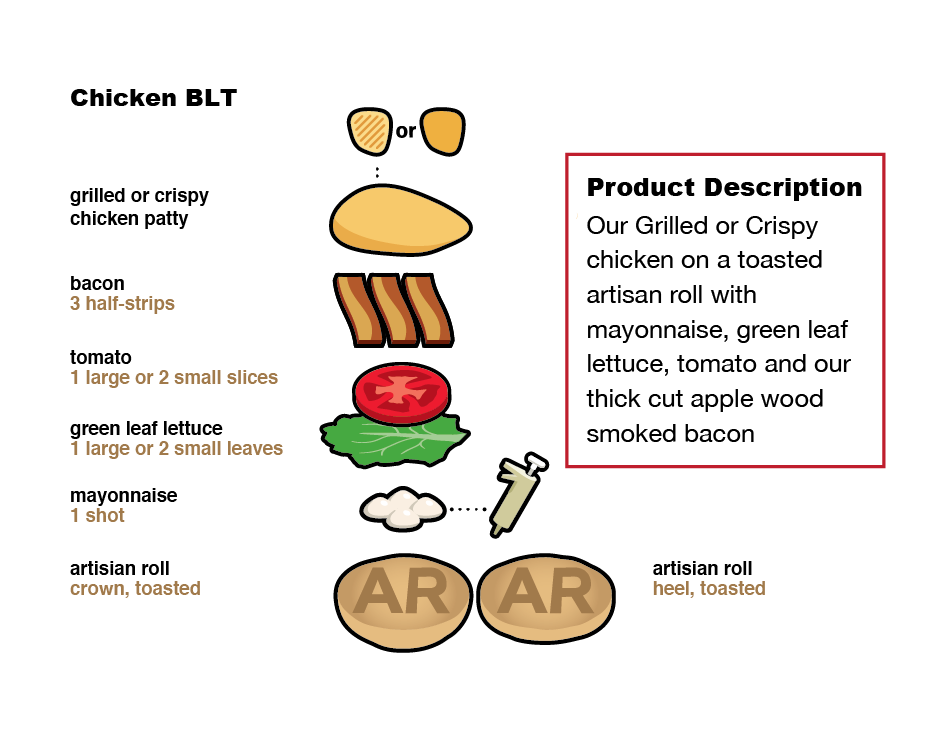 Chicken BLT
or
grilled or crispy
chicken patty
bacon
3 half-strips
tomato
1 large or 2 small slices
green leaf lettuce
1 large or 2 small leaves
mayonnaise
1 shot
artisian roll
crown, toasted
AR
AR
artisian roll
heel, toasted
Product Description
Our Grilled or Crispy
chicken on a toasted
artisan roll with
mayonnaise, green leaf
lettuce, tomato and our
thick cut apple wood
smoked bacon